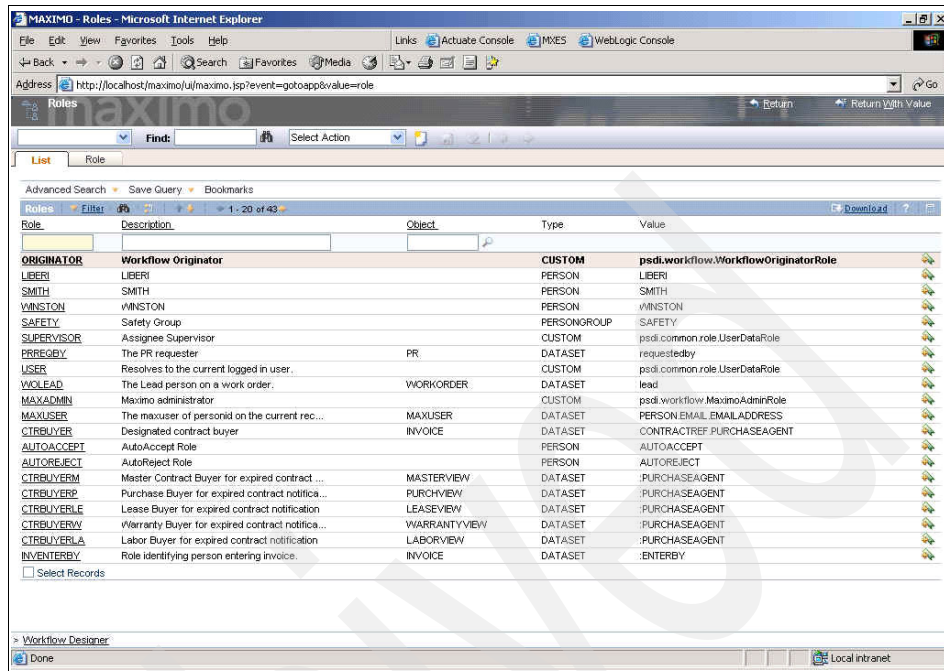 MAXIMO - Roles - Microsoft Internet Explorer
File Edit View Favorites Tools Help Links Actuate Console MXES WebLogic Console
Back Search Favorites Media
Address http://localhost/maximo/ui/maximo.jsp?event=gotoapp&value=role Go
Roles maximo Return Return With Value
Find: Select Action
List Role
Advanced Search Save Query Bookmarks
Roles Filter 1 - 20 of 43 Download ?
Role Description Object Type Value
ORIGINATOR Workflow Originator CUSTOM psdi.workflow.WorkflowOriginatorRole
LIBERI LIBERI PERSON LIBERI
SMITH SMITH PERSON SMITH
WINSTON WINSTON PERSON WINSTON
SAFETY Safety Group PERSONGROUP SAFETY
SUPERVISOR Assignee Supervisor CUSTOM psdi.common.role.UserDataRole
PRREQBY The PR requester PR DATASET requestedby
USER Resolves to the current logged in user. CUSTOM psdi.common.role.UserDataRole
WOLEAD The Lead person on a work order. WORKORDER DATASET lead
MAXADMIN Maximo administrator CUSTOM psdi.workflow.MaximoAdminRole
MAXUSER The maxuser of personid on the current rec... MAXUSER DATASET PERSON.EMAIL.EMAILADDRESS
CTRBUYER Designated contract buyer INVOICE DATASET CONTRACTREF.PURCHASEAGENT
AUTOACCEPT AutoAccept Role PERSON AUTOACCEPT
AUTOREJECT AutoReject Role PERSON AUTOREJECT
CTRBUYERM Master Contract Buyer for expired contract ... MASTERVIEW DATASET :PURCHASEAGENT
CTRBUYERP Purchase Buyer for expired contract notifica... PURCHVIEW DATASET :PURCHASEAGENT
CTRBUYERLE Lease Buyer for expired contract notification LEASEVIEW DATASET :PURCHASEAGENT
CTRBUYERW Warranty Buyer for expired contract notifica... WARRANTYVIEW DATASET :PURCHASEAGENT
CTRBUYERLA Labor Buyer for expired contract notification LABORVIEW DATASET :PURCHASEAGENT
INVENTERBY Role identifying person entering invoice. INVOICE DATASET :ENTERBY
Select Records
> Workflow Designer
Done Local intranet